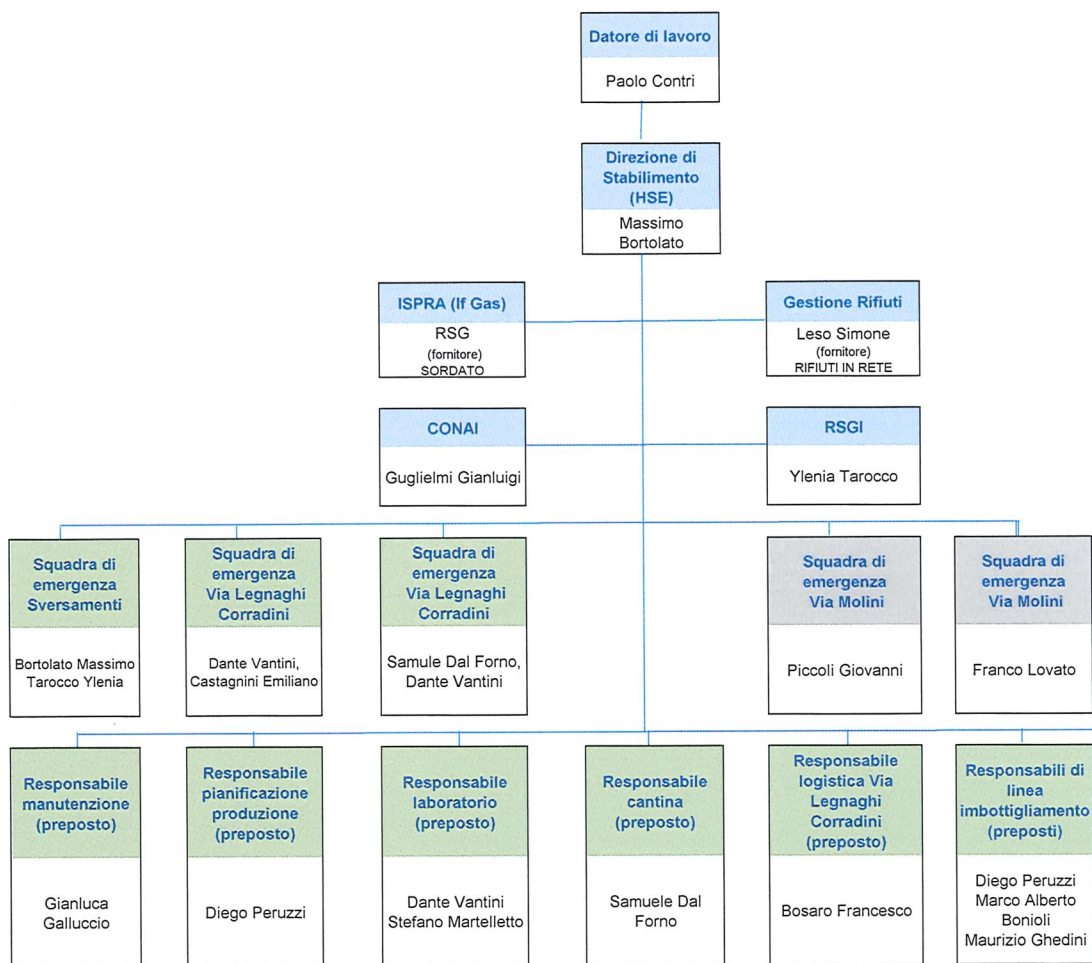 Datore di lavoro
Paolo Contri
Direzione di
Stabilimento
(HSE)
Massimo
Bortolato
ISPRA (If Gas)
RSG
(fornitore)
SORDATO
Gestione Rifiuti
Leso Simone
(fornitore)
RIFIUTI IN RETE
CONAI
Guglielmi Gianluigi
RSGI
Ylenia Tarocco
Squadra di
emergenza
Sversamenti
Bortolato Massimo
Tarocco Ylenia
Squadra di
emergenza
Via Legnaghi
Corradini
Dante Vantini,
Castagnini Emiliano
Squadra di
emergenza
Via Legnaghi
Corradini
Samule Dal Forno,
Dante Vantini
Squadra di
emergenza
Via Molini
Piccoli Giovanni
Squadra di
emergenza
Via Molini
Franco Lovato
Responsabile
manutenzione
(preposto)
Gianluca
Galluccio
Responsabile
pianificazione
produzione
(preposto)
Diego Peruzzi
Responsabile
laboratorio
(preposto)
Dante Vantini
Stefano Martelletto
Responsabile
cantina
(preposto)
Samuele Dal
Forno
Responsabile
logistica Via
Legnaghi
Corradini
(preposto)
Bosaro Francesco
Responsabili di
linea
imbottigliamento
(preposti)
Diego Peruzzi
Marco Alberto
Bonioli
Maurizio Ghedini